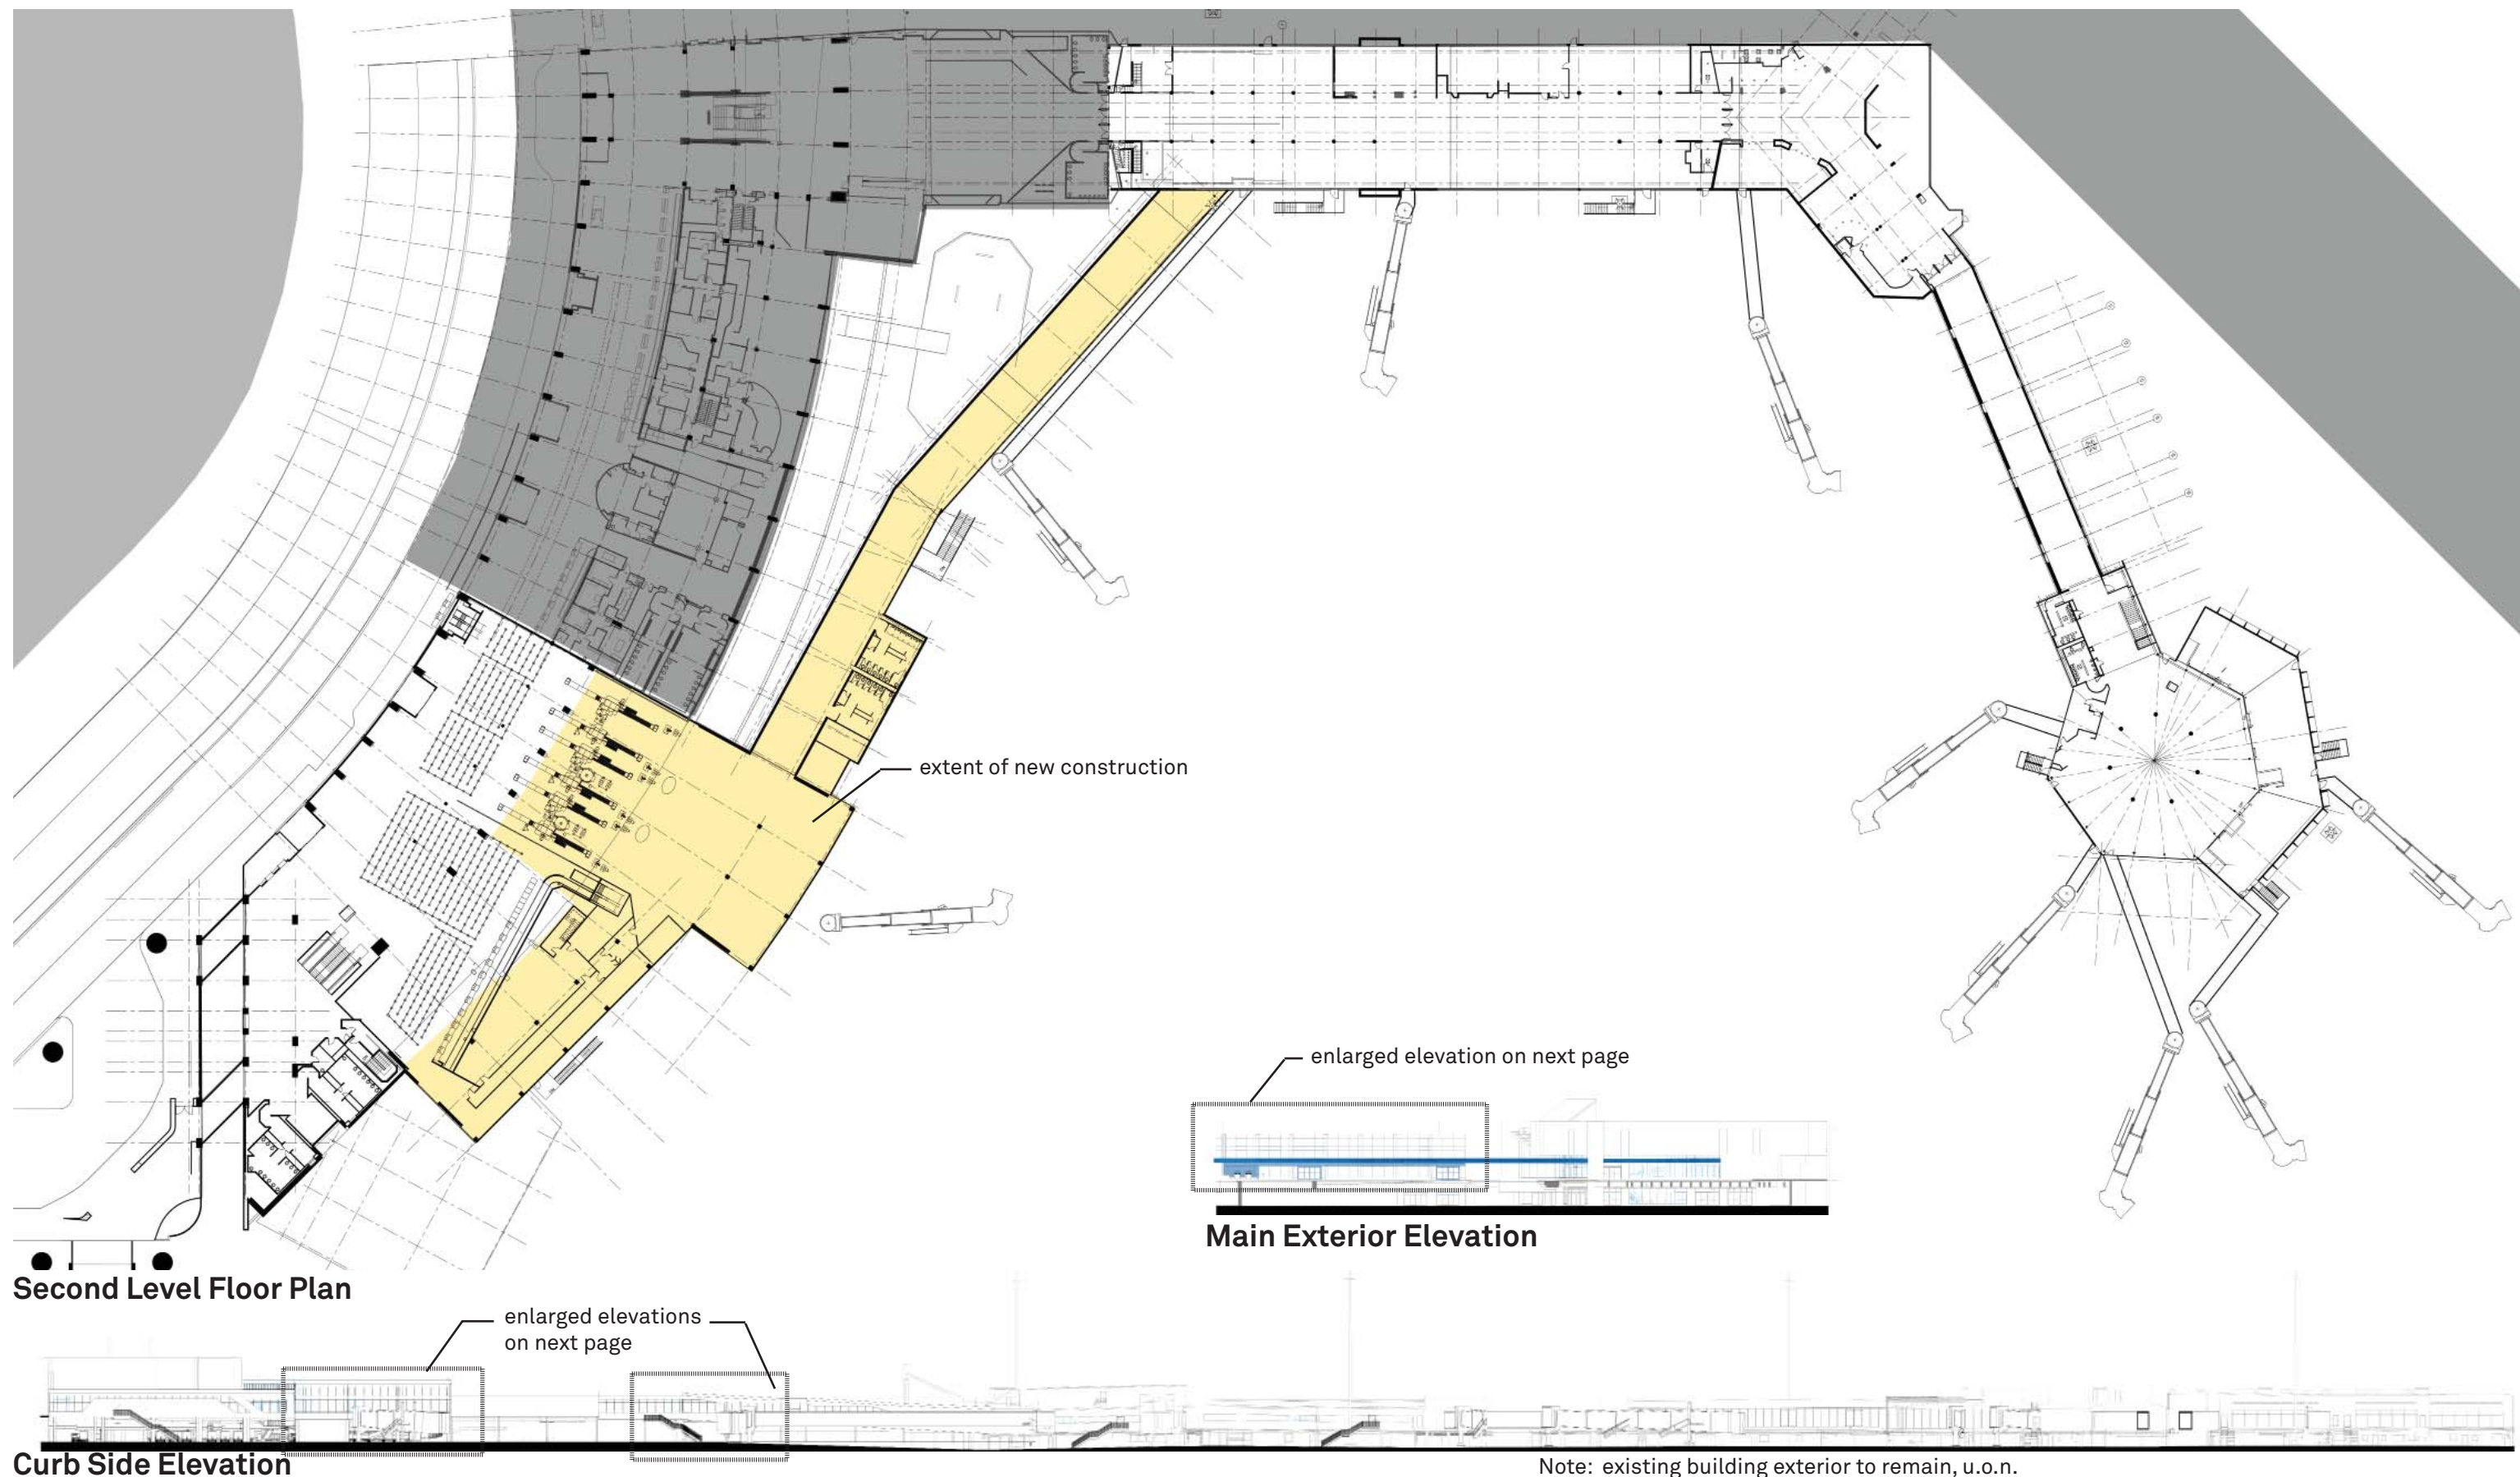 extent of new construction
enlarged elevation on next page
Main Exterior Elevation
Second Level Floor Plan
enlarged elevations
on next page
Curb Side Elevation
Note: existing building exterior to remain, u.o.n.